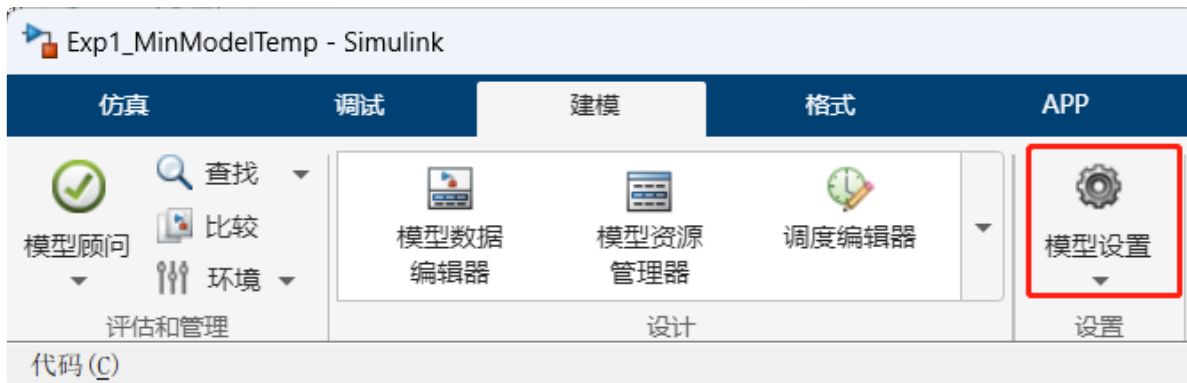 Exp1_MinModelTemp - Simulink
仿真 调试 建模 格式 APP
查找
比较
环境
模型顾问
评估和管理
模型数据
编辑器
模型资源
管理器
调度编辑器
设计
模型设置
设置
代码(C)